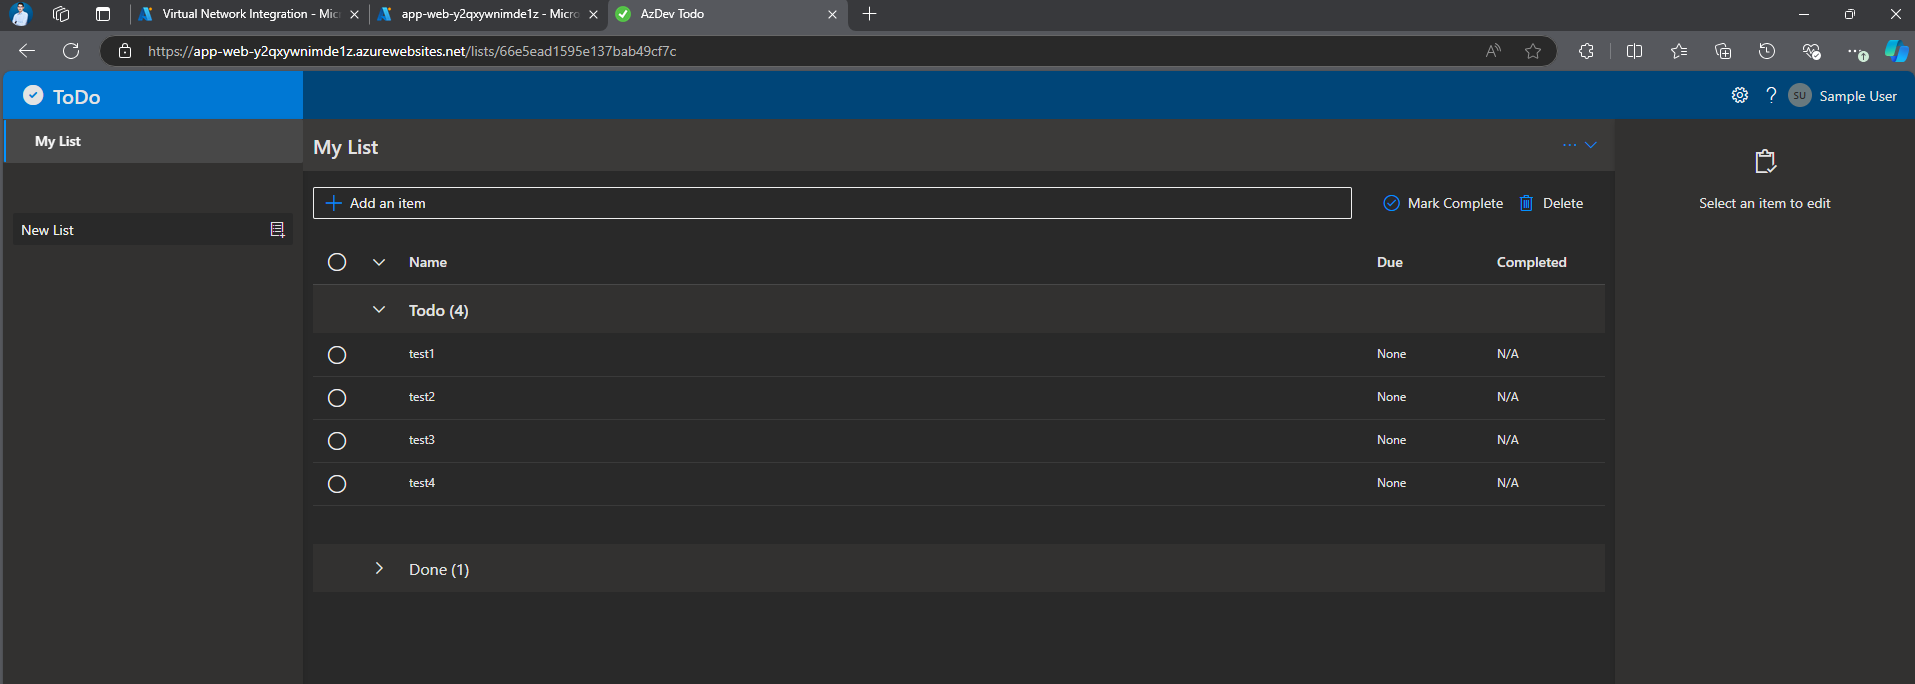 Virtual Network Integration - Mic
app-web-y2qxywnimde1z - Micro
AzDev Todo
https://app-web-y2qxywnimde1z.azurewebsites.net/lists/66e5ead1595e137bab49cf7c
ToDo
? SU Sample User
My List
My List
Add an item
Mark Complete
Delete
Select an item to edit
New List
Name Due Completed
Todo (4)
test1 None N/A
test2 None N/A
test3 None N/A
test4 None N/A
Done (1)